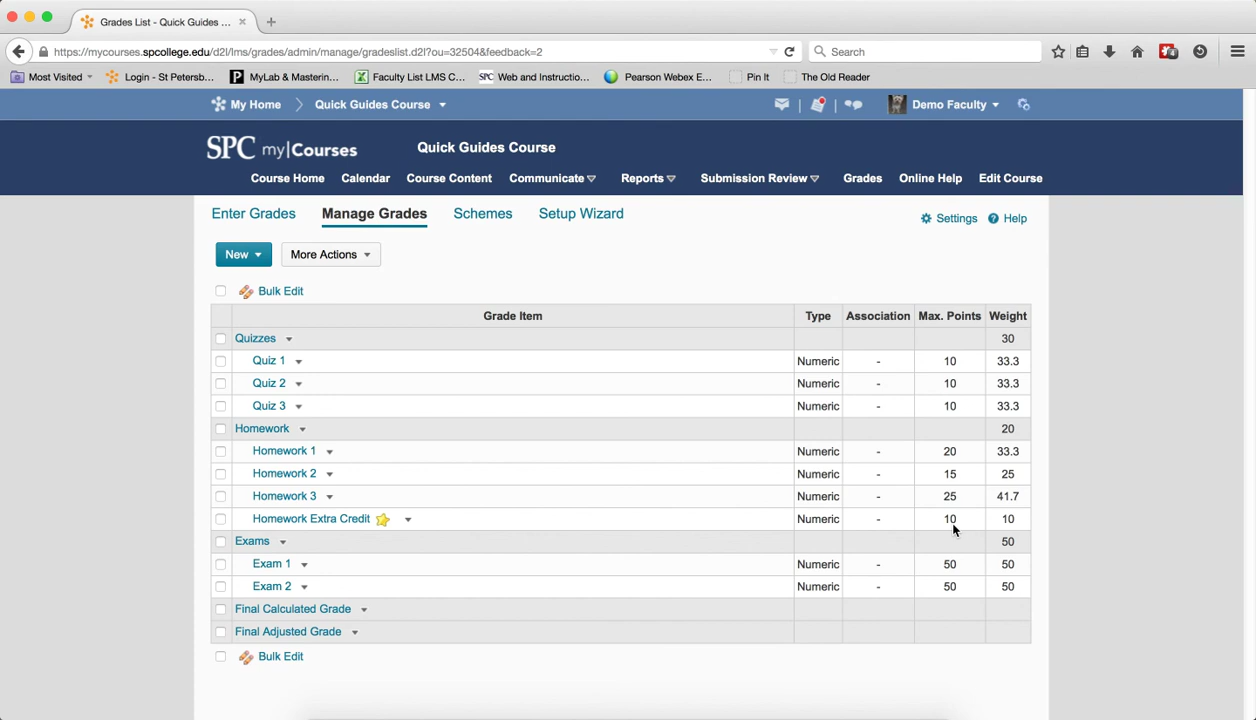 Grades List - Quick Guides ...
https://mycourses.spcollege.edu/d2l/lms/grades/admin/manage/gradeslist.d2l?ou=32504&feedback=2
Search
Most Visited
Login - St Petersb...
MyLab & Masterin...
Faculty List LMS C...
SPC Web and Instructio...
Pearson Webex E...
Pin It
The Old Reader
My Home
Quick Guides Course
Demo Faculty
SPC my|Courses
Quick Guides Course
Course Home Calendar Course Content Communicate Reports Submission Review Grades Online Help Edit Course
Enter Grades Manage Grades Schemes Setup Wizard
Settings Help
New More Actions
Bulk Edit
Grade Item Type Association Max. Points Weight
Quizzes 30
Quiz 1 Numeric - 10 33.3
Quiz 2 Numeric - 10 33.3
Quiz 3 Numeric - 10 33.3
Homework 20
Homework 1 Numeric - 20 33.3
Homework 2 Numeric - 15 25
Homework 3 Numeric - 25 41.7
Homework Extra Credit Numeric - 10 10
Exams 50
Exam 1 Numeric - 50 50
Exam 2 Numeric - 50 50
Final Calculated Grade
Final Adjusted Grade
Bulk Edit